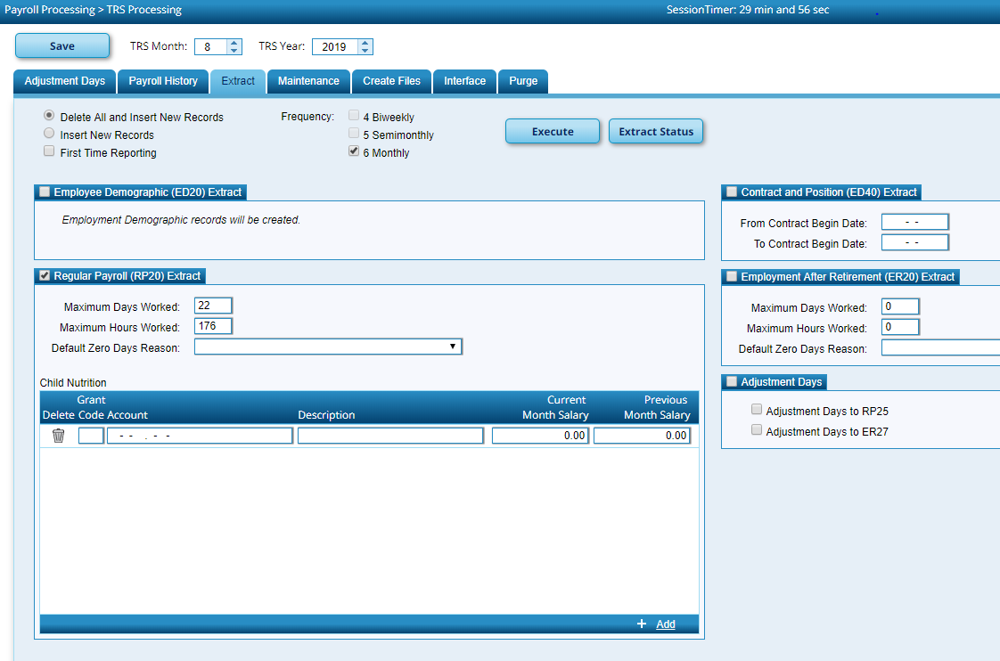 Payroll Processing > TRS Processing
SessionTimer: 29 min and 56 sec
Save
TRS Month: 8
TRS Year: 2019
Adjustment Days
Payroll History
Extract
Maintenance
Create Files
Interface
Purge
Delete All and Insert New Records
Insert New Records
First Time Reporting
Frequency:
4 Biweekly
5 Semimonthly
6 Monthly
Execute
Extract Status
Employee Demographic (ED20) Extract
Employment Demographic records will be created.
Regular Payroll (RP20) Extract
Maximum Days Worked: 22
Maximum Hours Worked: 176
Default Zero Days Reason:
Child Nutrition
Delete
Grant
Code
Account
Description
Current
Month Salary
Previous
Month Salary
- - . - -
0.00
0.00
+ Add
Contract and Position (ED40) Extract
From Contract Begin Date: - -
To Contract Begin Date: - -
Employment After Retirement (ER20) Extract
Maximum Days Worked: 0
Maximum Hours Worked: 0
Default Zero Days Reason:
Adjustment Days
Adjustment Days to RP25
Adjustment Days to ER27